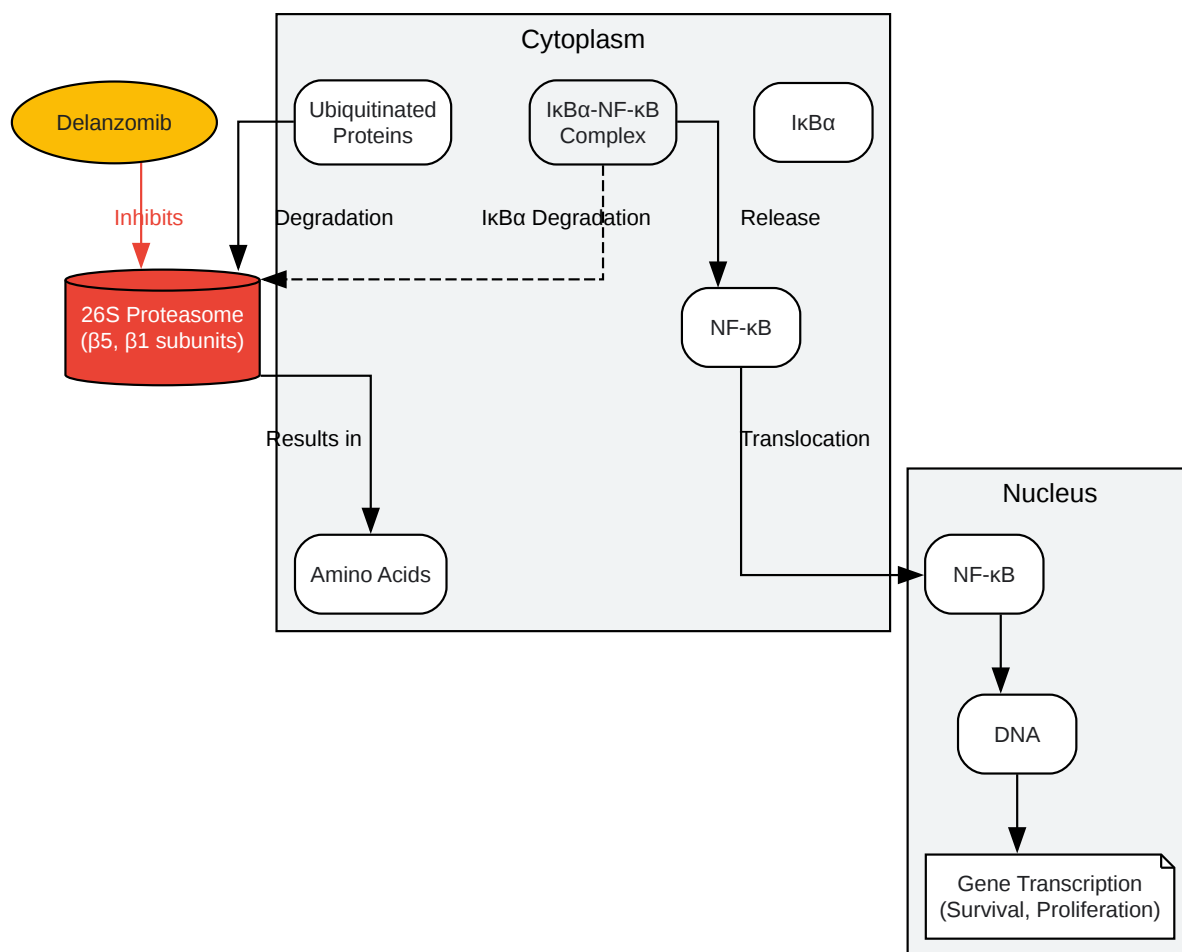 Cytoplasm
Delanzomib
Ubiquitinated
Proteins
IκBα-NF-κB
Complex
IκBα
Inhibits
Degradation
IκBα Degradation
Release
26S Proteasome
(β5, β1 subunits)
NF-κB
Results in
Translocation
Nucleus
Amino Acids
NF-κB
DNA
Gene Transcription
(Survival, Proliferation)